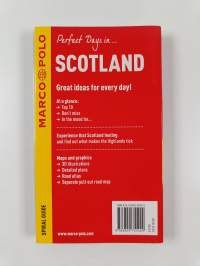 MARCO POLO
Perfect Days in ...
SCOTLAND
Great ideas for every day!
At a glance:
→ Top 10
→ Don't miss
→ In the mood for...
Experience that Scotland feeling
and find out what makes the Highlands tick
Maps and graphics
→ 3D illustrations
→ Detailed plans
→ Road atlas
→ Separate pull-out road map
SPIRAL GUIDE
www.marco-polo.com